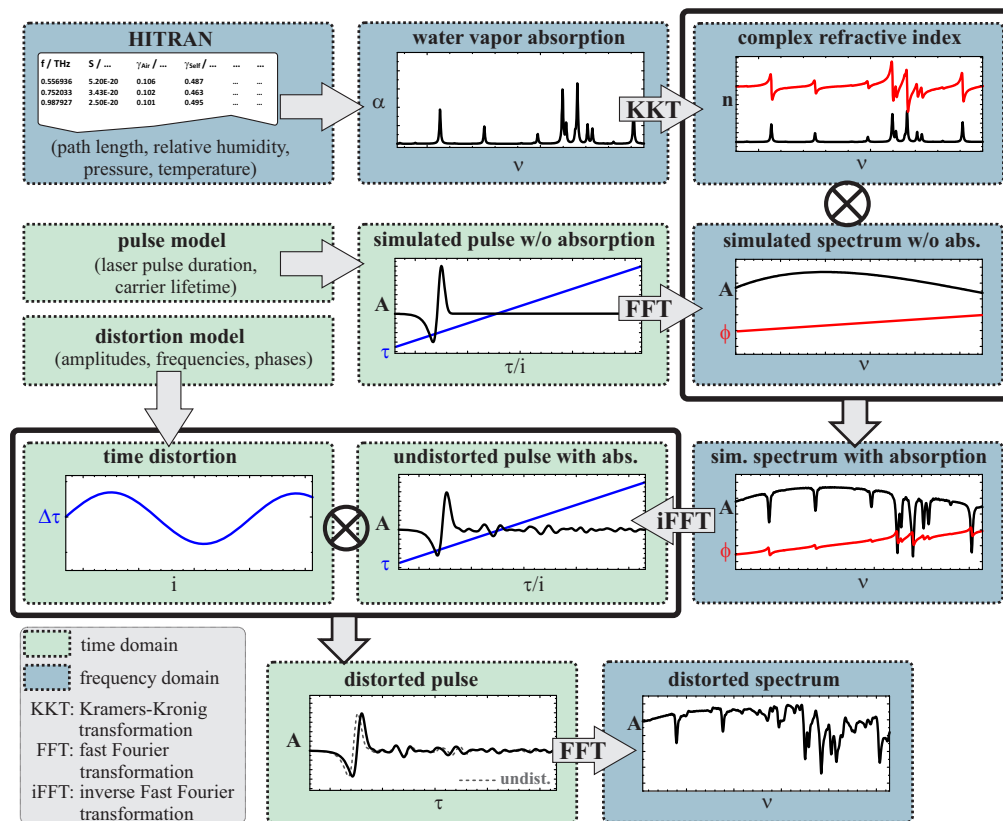 HITRAN
f / THz S / ... γAir / ... γSelf / ... ... ...
0.556936 5.20E-20 0.106 0.487 ... ...
0.752033 3.43E-20 0.102 0.463 ... ...
0.987927 2.50E-20 0.101 0.495 ... ...
(path length, relative humidity,
pressure, temperature)
water vapor absorption
α
ν
KKT
complex refractive index
n
ν
pulse model
(laser pulse duration,
carrier lifetime)
simulated pulse w/o absorption
A
τ
τ/i
FFT
simulated spectrum w/o abs.
A
ϕ
ν
distortion model
(amplitudes, frequencies, phases)
time distortion
Δτ
i
undistorted pulse with abs.
A
τ
τ/i
iFFT
sim. spectrum with absorption
A
ϕ
ν
time domain
frequency domain
KKT: Kramers-Kronig
transformation
FFT: fast Fourier
transformation
iFFT: inverse Fast Fourier
transformation
distorted pulse
A
undist.
τ
FFT
distorted spectrum
A
ν